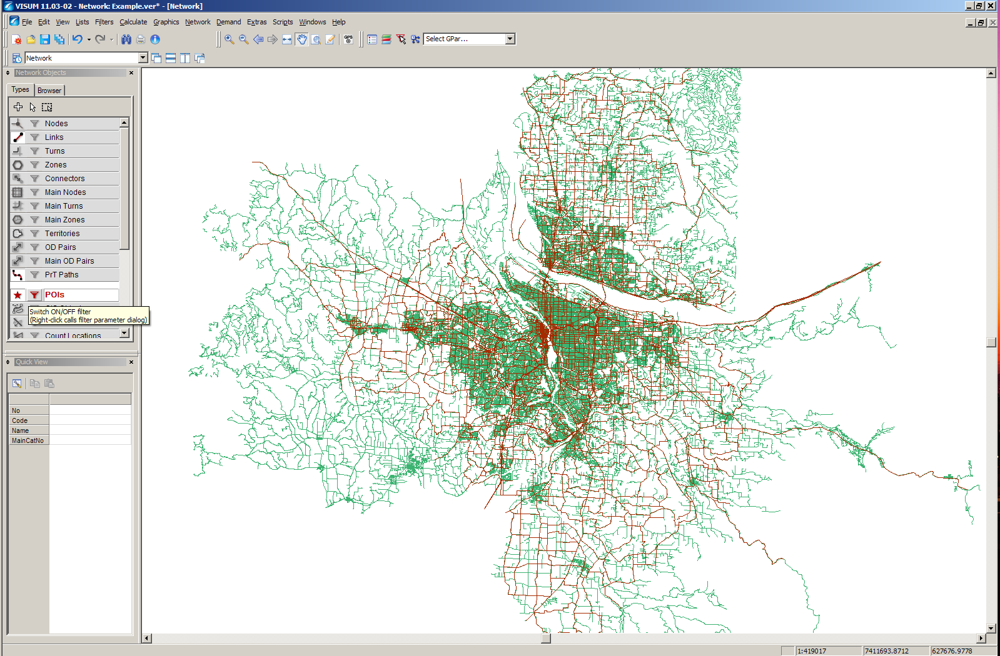 VISUM 11.03-02 - Network: Example.ver* - [Network]
File Edit View Lists Filters Calculate Graphics Network Demand Extras Scripts Windows Help
GPS
Select GPar...
Network
Network Objects
Types Browser
Nodes
Links
Turns
Zones
Connectors
Main Nodes
Main Turns
Main Zones
Territories
OD Pairs
Main OD Pairs
PrT Paths
POIs
Switch ON/OFF filter
(Right-click calls filter parameter dialog)
Count Locations
Quick View
No
Code
Name
MainCatNo
1:419017 7411693.8712 627676.9778